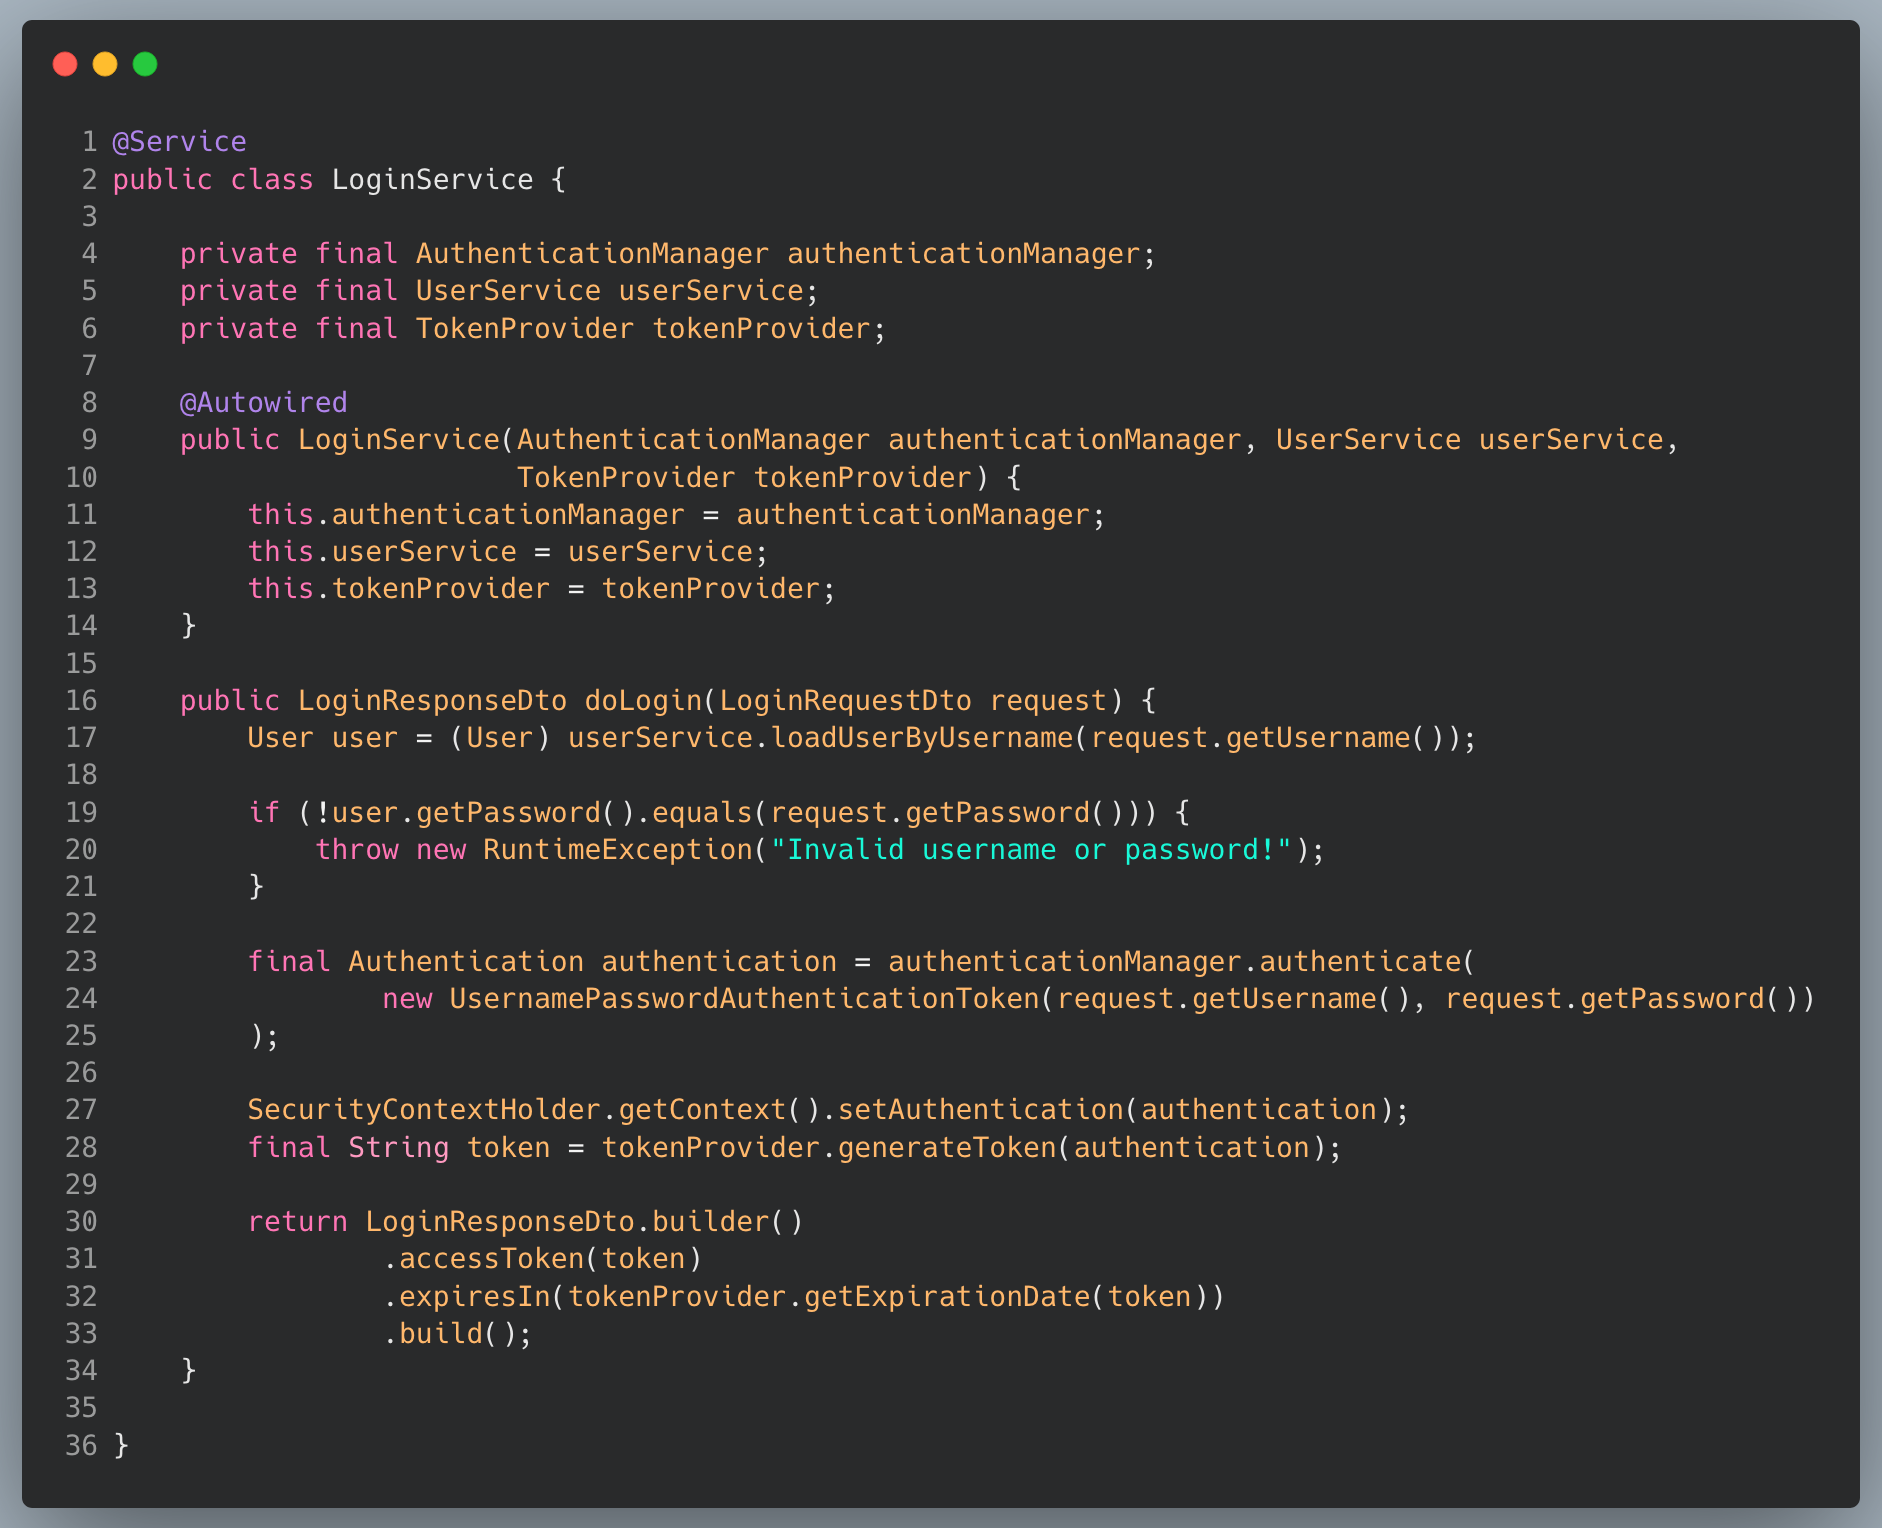 1 @Service
2 public class LoginService {
3
4     private final AuthenticationManager authenticationManager;
5     private final UserService userService;
6     private final TokenProvider tokenProvider;
7
8     @Autowired
9     public LoginService(AuthenticationManager authenticationManager, UserService userService,
10                         TokenProvider tokenProvider) {
11         this.authenticationManager = authenticationManager;
12         this.userService = userService;
13         this.tokenProvider = tokenProvider;
14     }
15
16     public LoginResponseDto doLogin(LoginRequestDto request) {
17         User user = (User) userService.loadUserByUsername(request.getUsername());
18
19         if (!user.getPassword().equals(request.getPassword())) {
20             throw new RuntimeException("Invalid username or password!");
21         }
22
23         final Authentication authentication = authenticationManager.authenticate(
24                 new UsernamePasswordAuthenticationToken(request.getUsername(), request.getPassword())
25         );
26
27         SecurityContextHolder.getContext().setAuthentication(authentication);
28         final String token = tokenProvider.generateToken(authentication);
29
30         return LoginResponseDto.builder()
31                 .accessToken(token)
32                 .expiresIn(tokenProvider.getExpirationDate(token))
33                 .build();
34     }
35
36 }